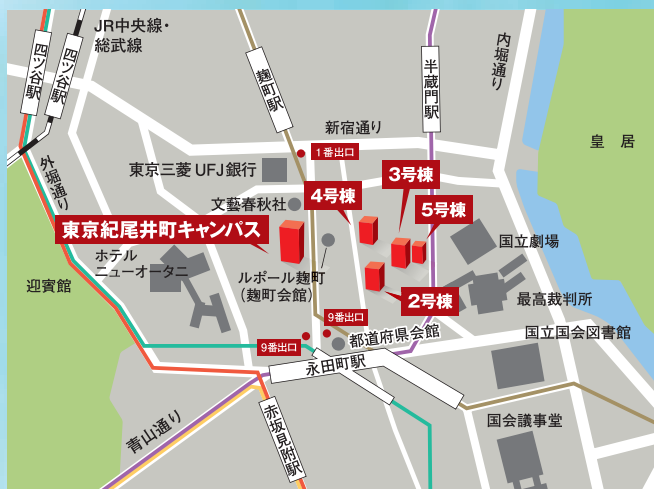 JR中央線・
総武線
四ツ谷駅
四ツ谷駅
麹町駅
半蔵門駅
内堀通り
新宿通り
1番出口
皇 居
東京三菱UFJ銀行
外堀通り
3号棟
4号棟
文藝春秋社
5号棟
東京紀尾井町キャンパス
国立劇場
ホテル
ニューオータニ
ルポール麹町
(麹町会館)
迎賓館
最高裁判所
2号棟
9番出口
都道府県会館
国立国会図書館
9番出口
永田町駅
青山通り
赤坂見附駅
国会議事堂